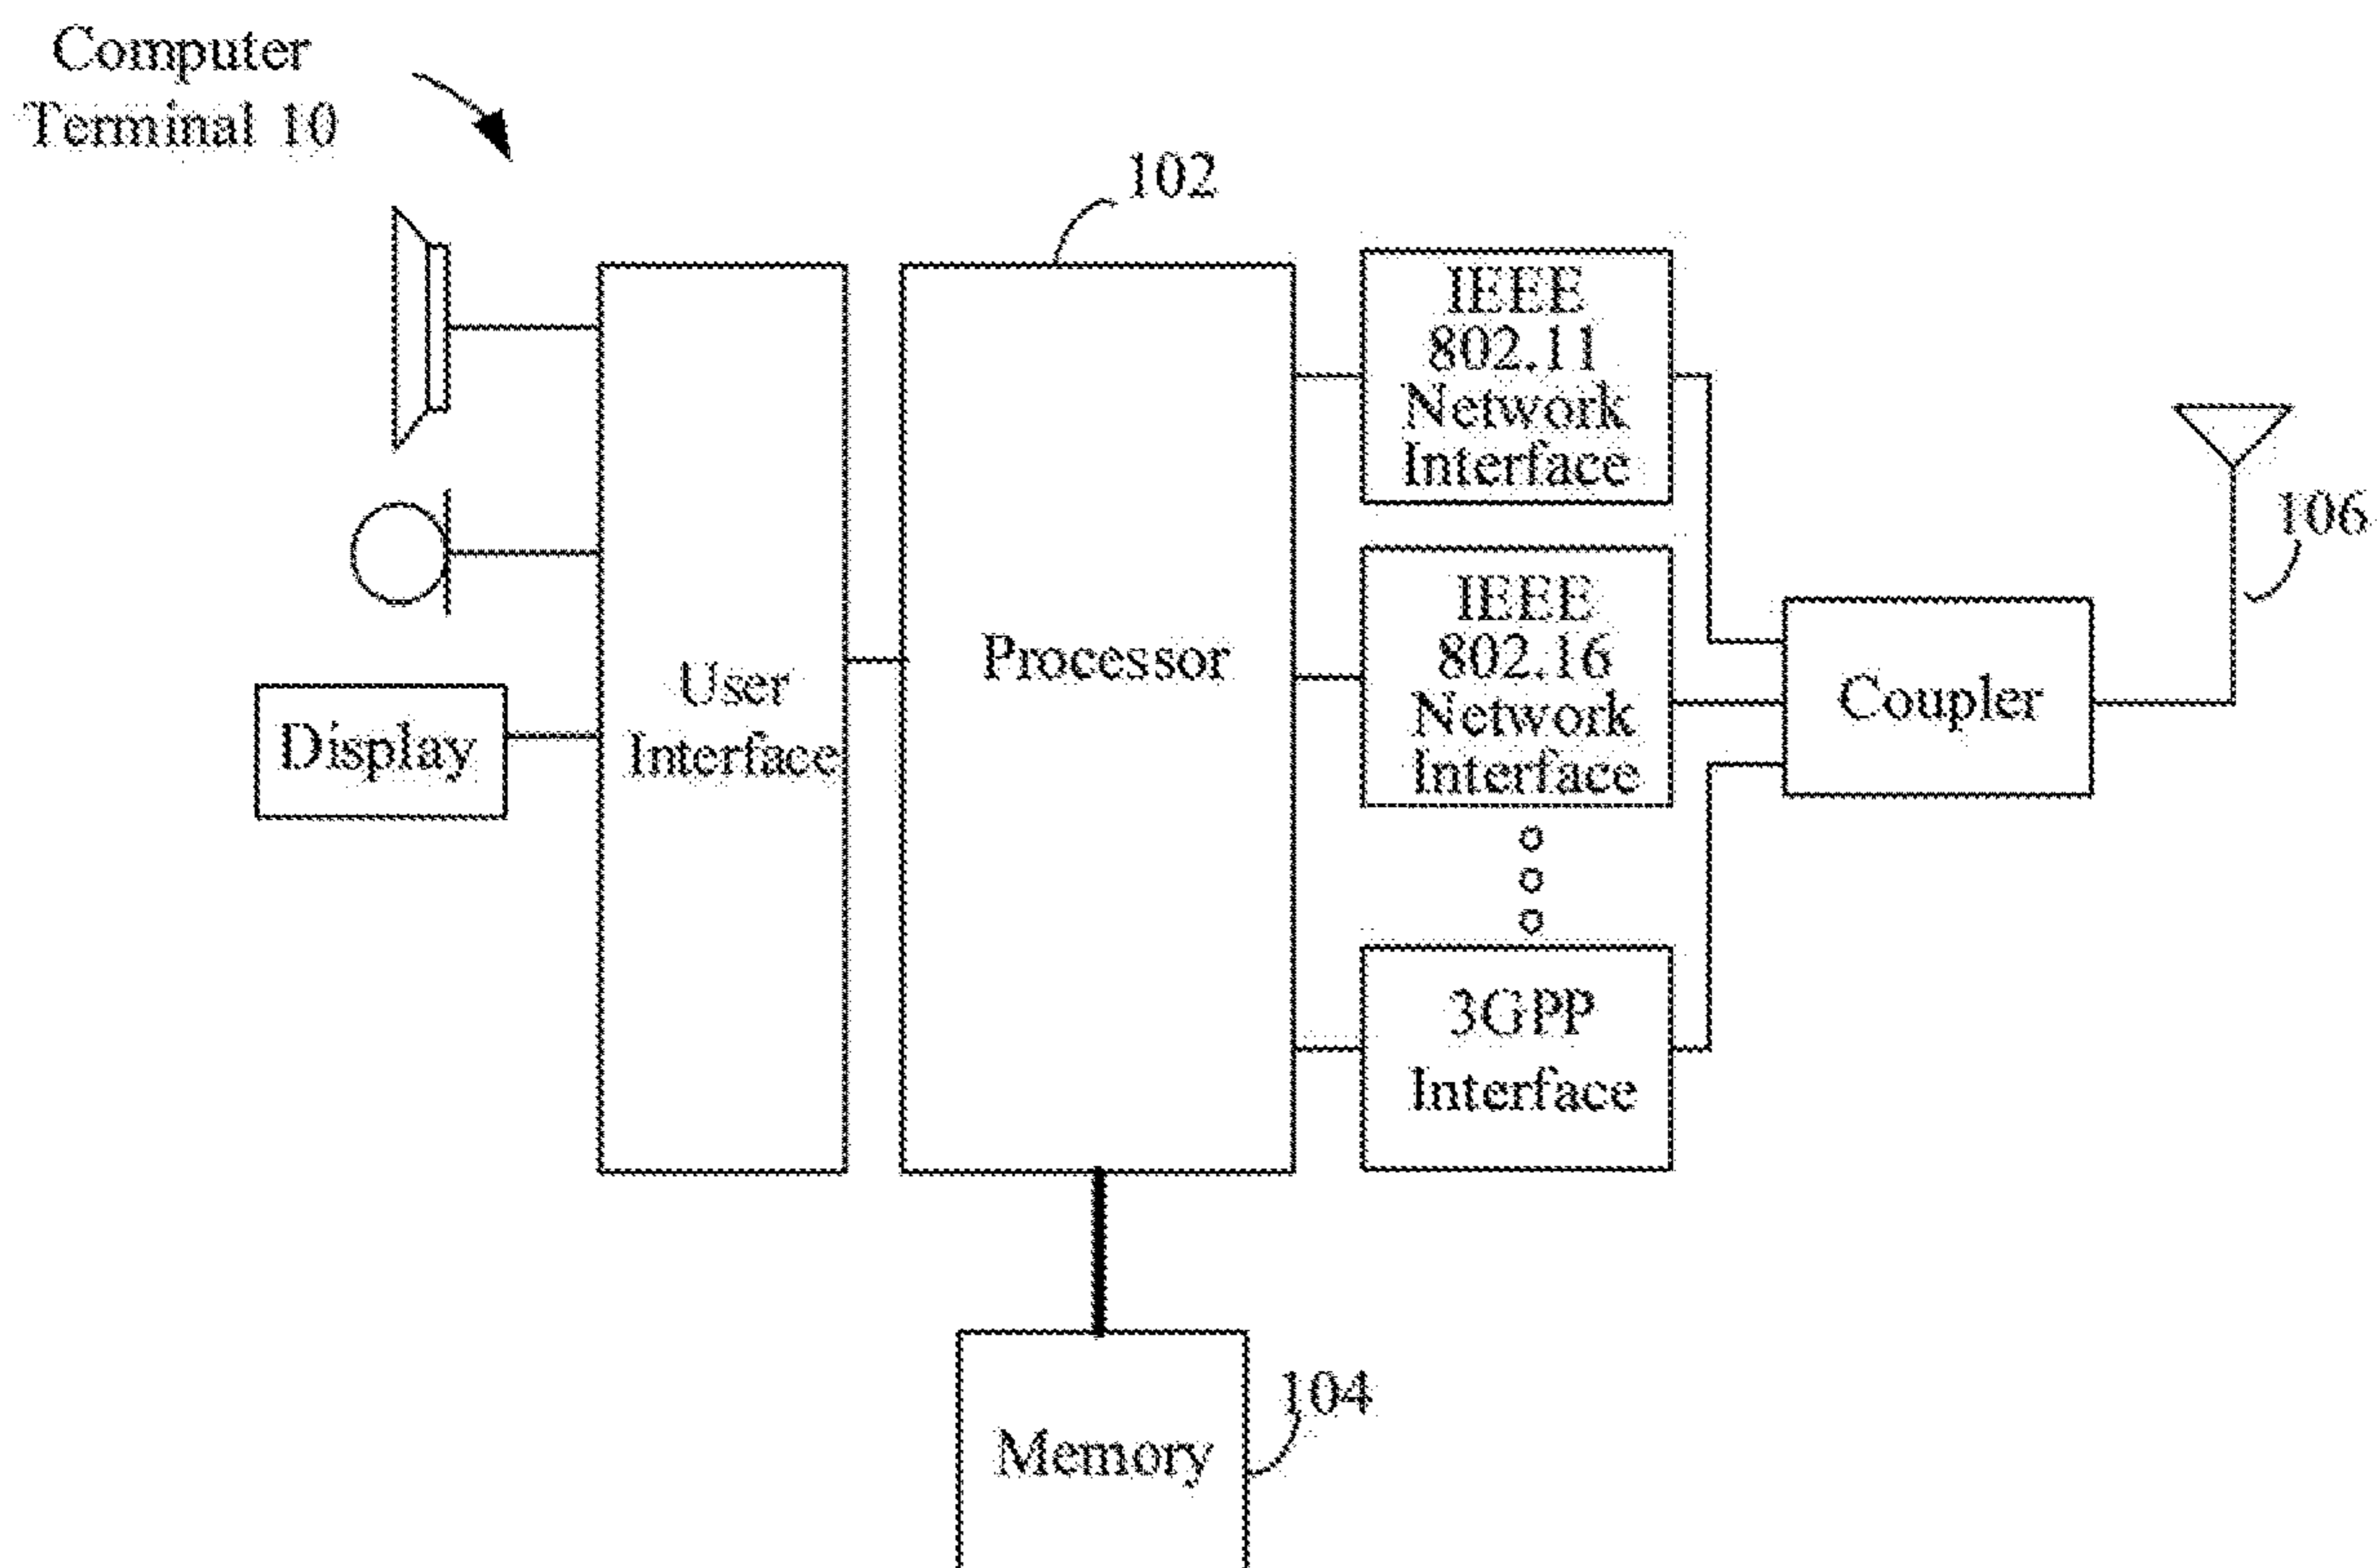 Computer
Terminal 10
102
IEEE
802.11
Network
Interface
106
IEEE
802.16
Network
Interface
Processor
User
Interface
Coupler
Display
3GPP
Interface
104
Memory